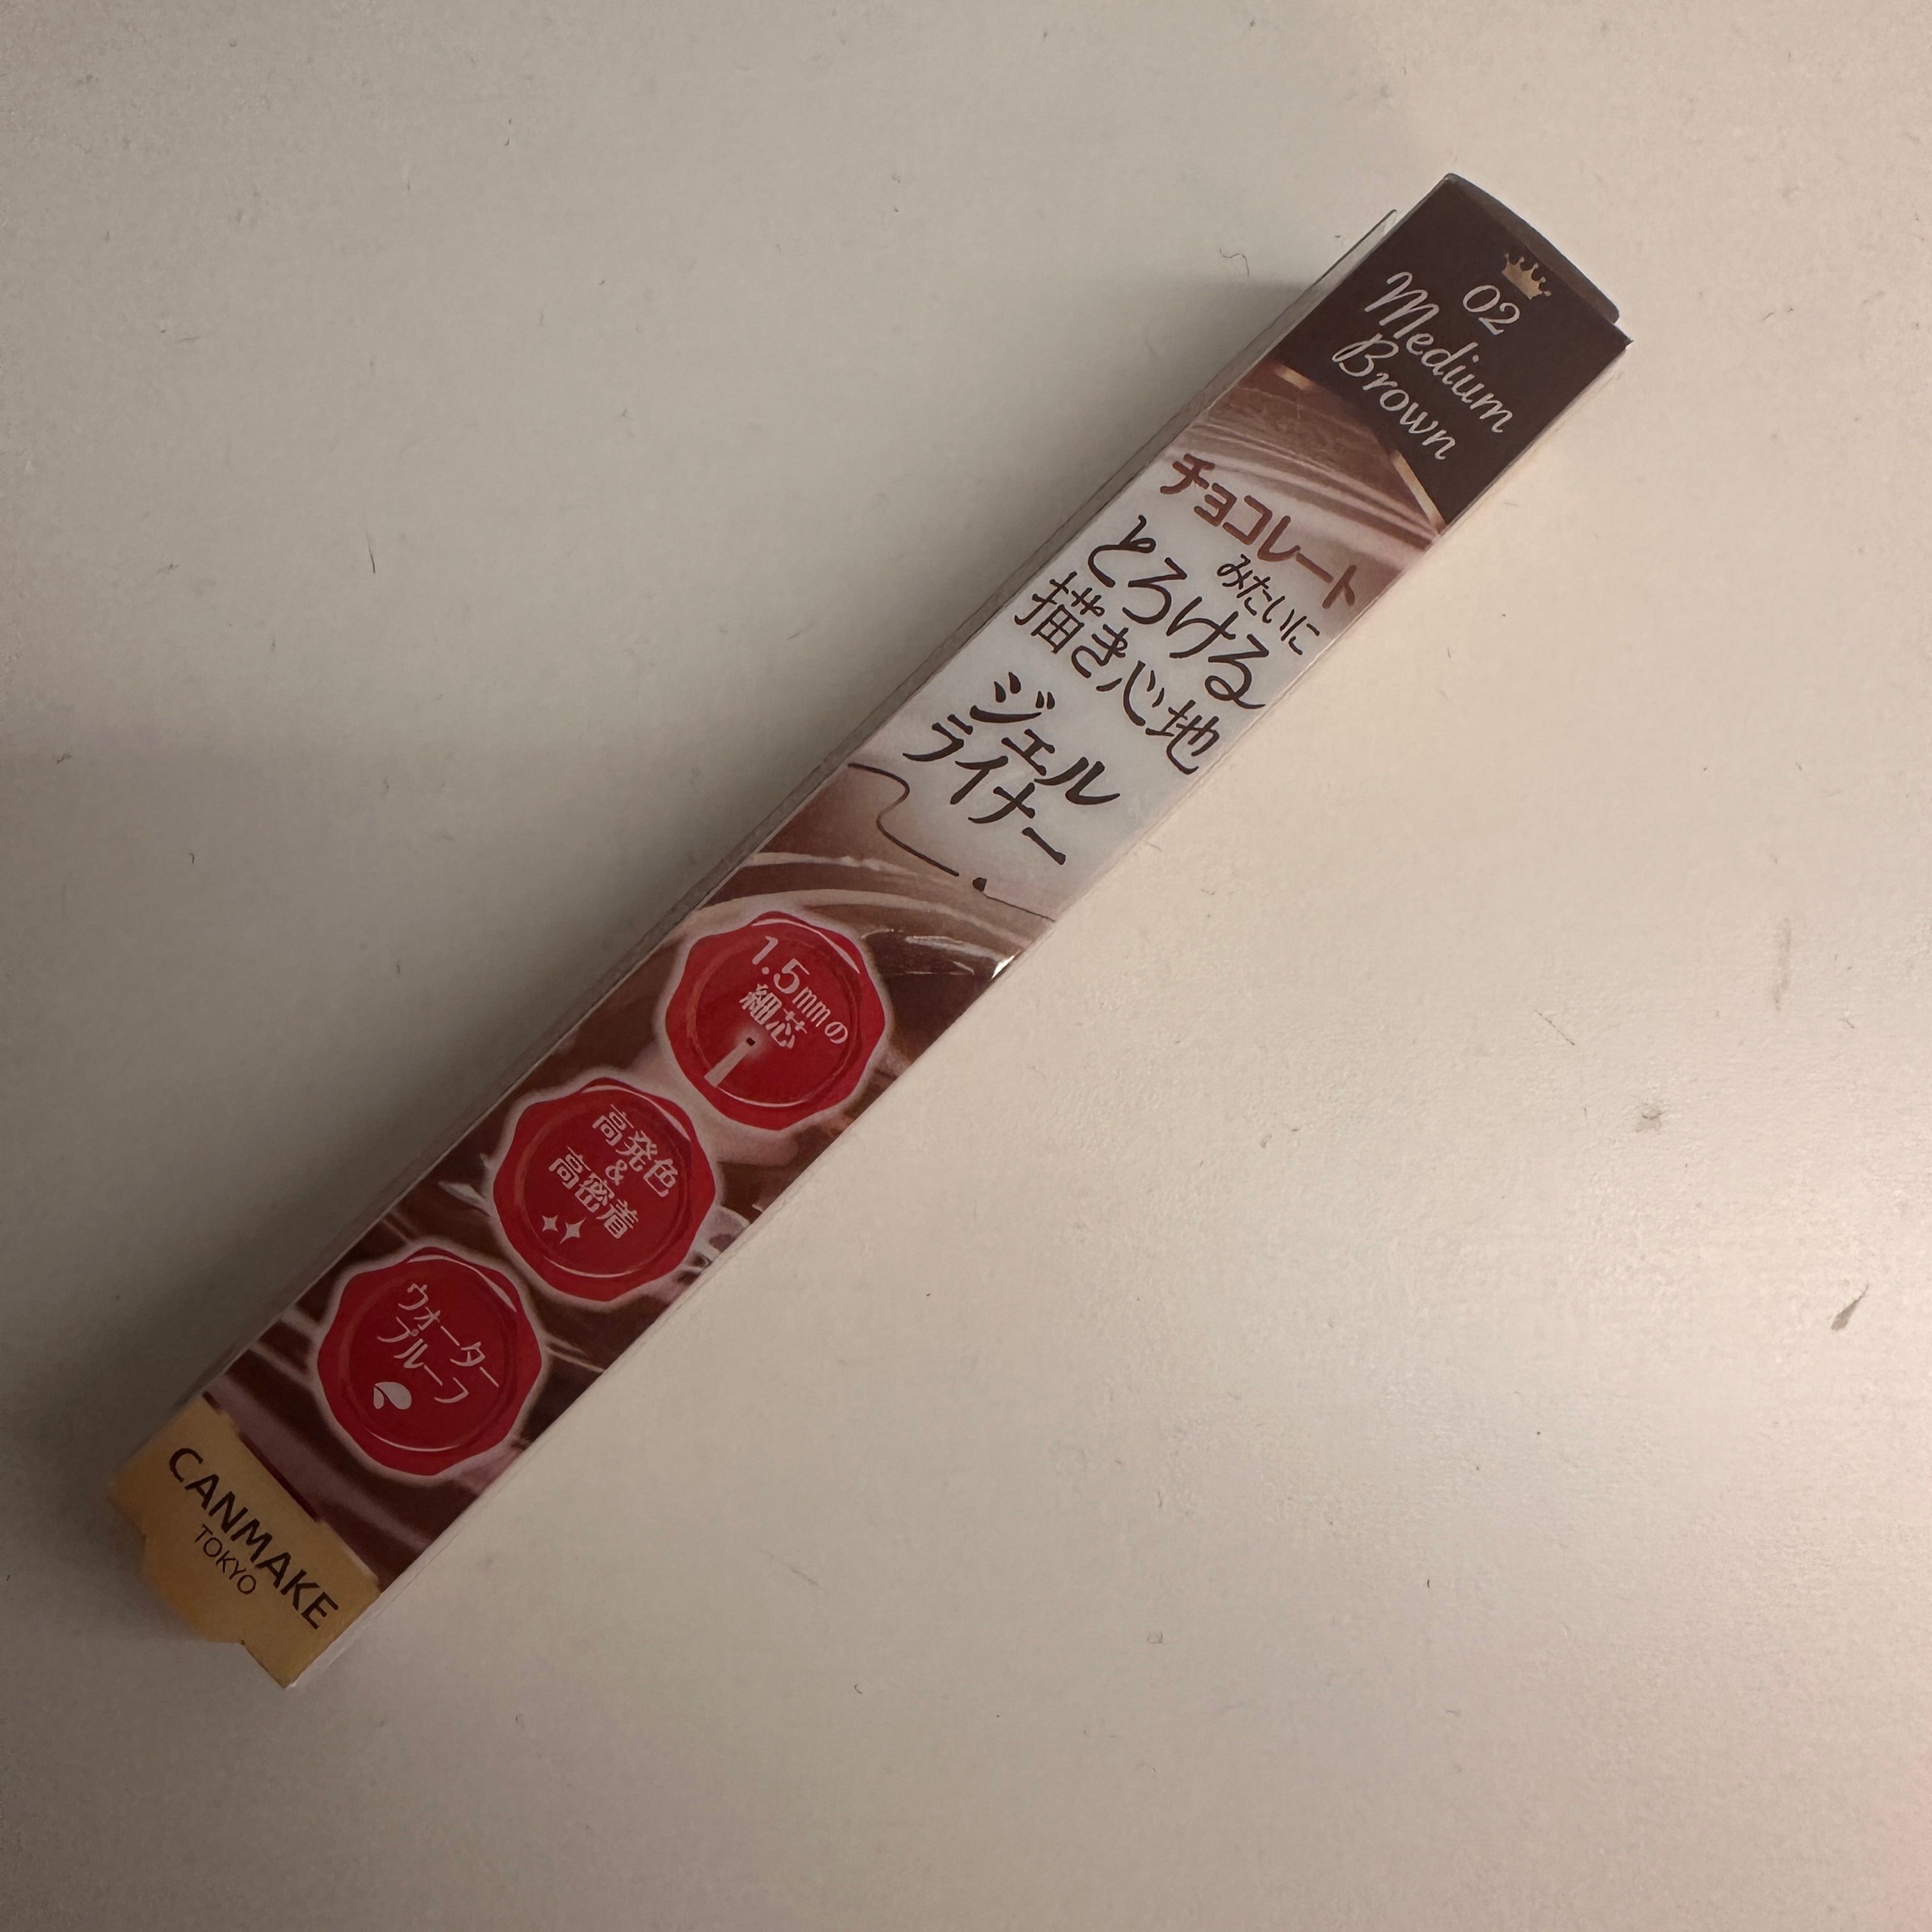 02
Medium
Brown
チョコレート
みたいに
とろける
描き心地
ジェル
ライナー
1.5mmの
細芯
高発色
&
高密着
ウォーター
プルーフ
CANMAKE
TOKYO